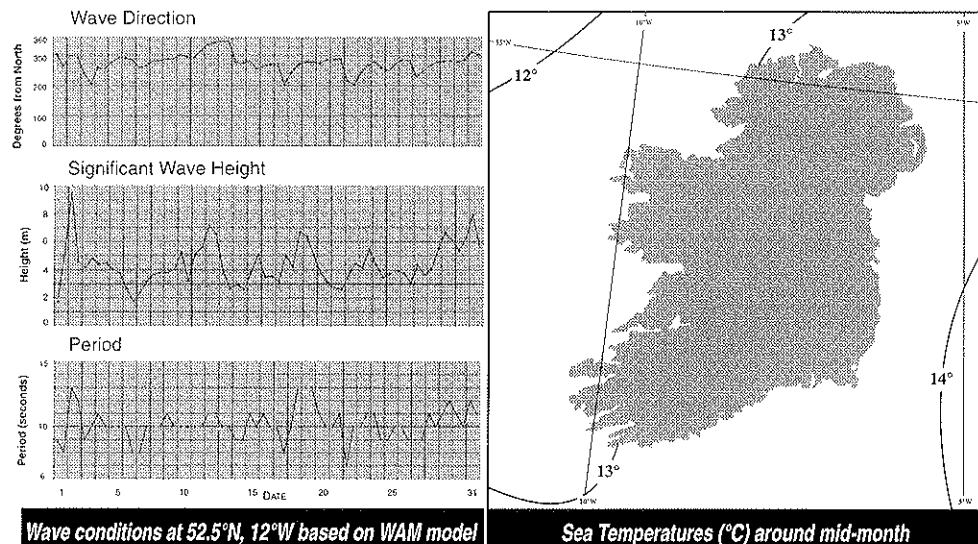 Wave Direction
Degrees from North
360
300
200
100
0
Significant Wave Height
Height (m)
10
8
6
4
2
0
Period
Period (seconds)
15
10
6
1 5 10 DATE 15 20 25 31
Wave conditions at 52.5°N, 12°W based on WAM model
10°W
5°W
55°N
12°
13°
14°
13°
10°W
5°W
Sea Temperatures (°C) around mid-month